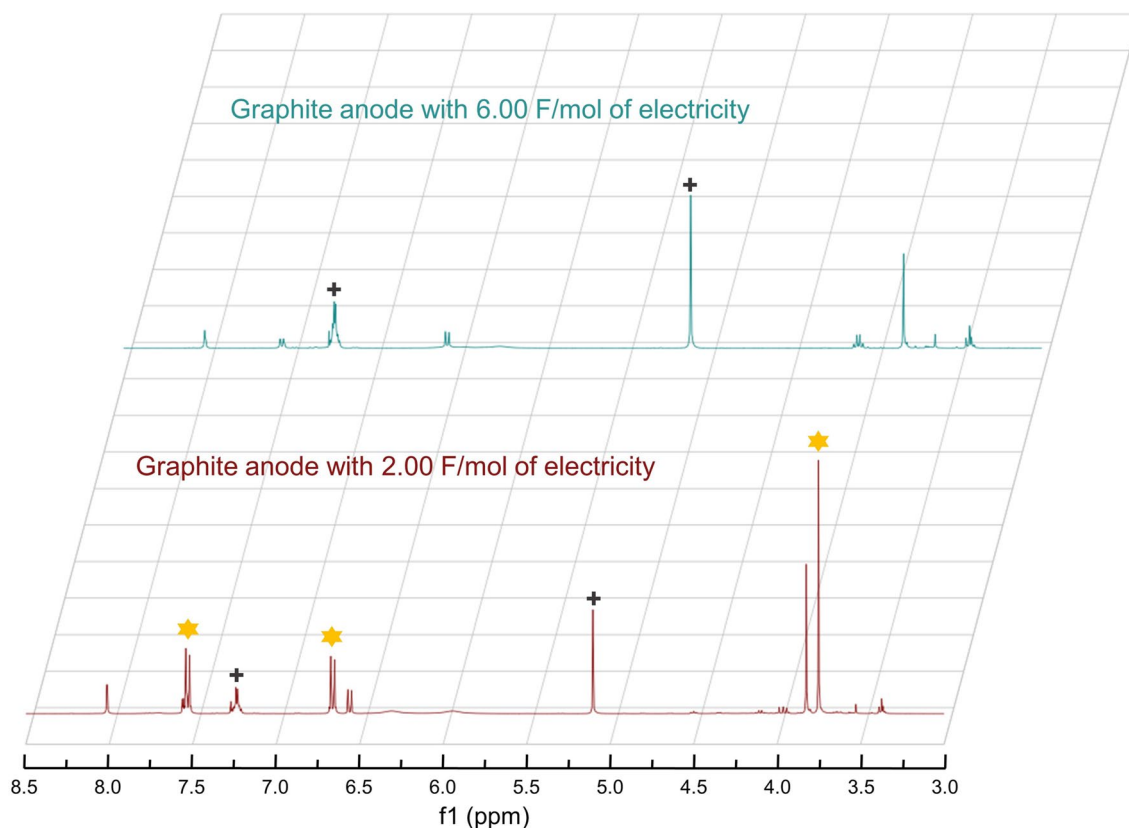 Graphite anode with 6.00 F/mol of electricity
Graphite anode with 2.00 F/mol of electricity
8.5 8.0 7.5 7.0 6.5 6.0 5.5 5.0 4.5 4.0 3.5 3.0
f1 (ppm)